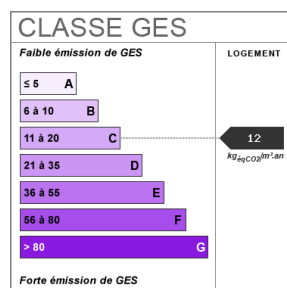 CLASSE GES
Faible émission de GES
LOGEMENT
≤ 5 A
6 à 10 B
11 à 20 C
12
kgéqCO2/m².an
21 à 35 D
36 à 55 E
56 à 80 F
> 80 G
Forte émission de GES